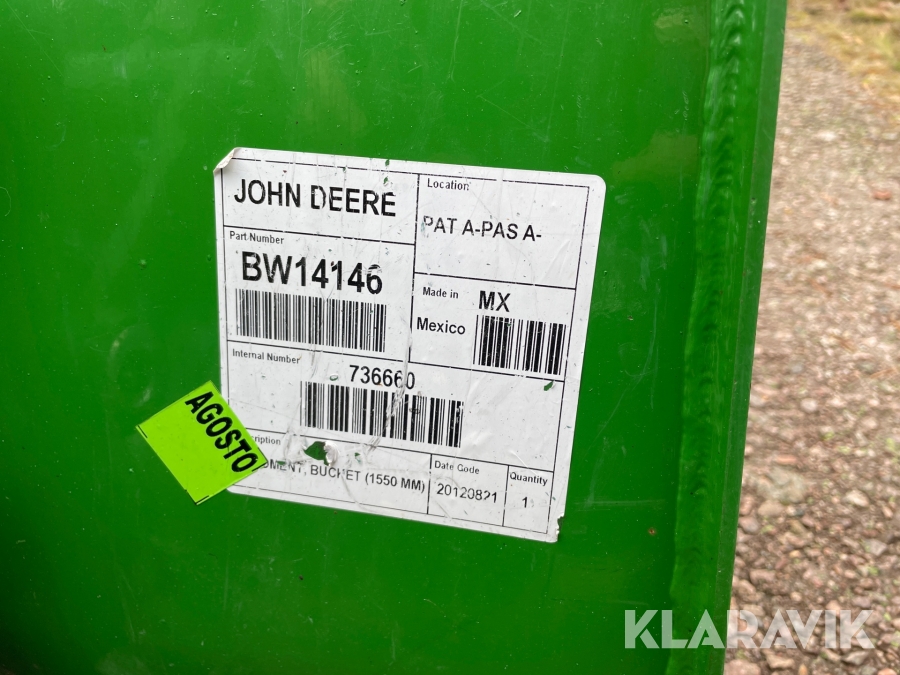 JOHN DEERE
Location
PAT A-PAS A-
Part Number
BW14146
Made in
MX
Mexico
Internal Number
736660
AGOSTO
BUCKET (1550 MM)
Date Code
20120821
Quantity
1
KLARAVIK